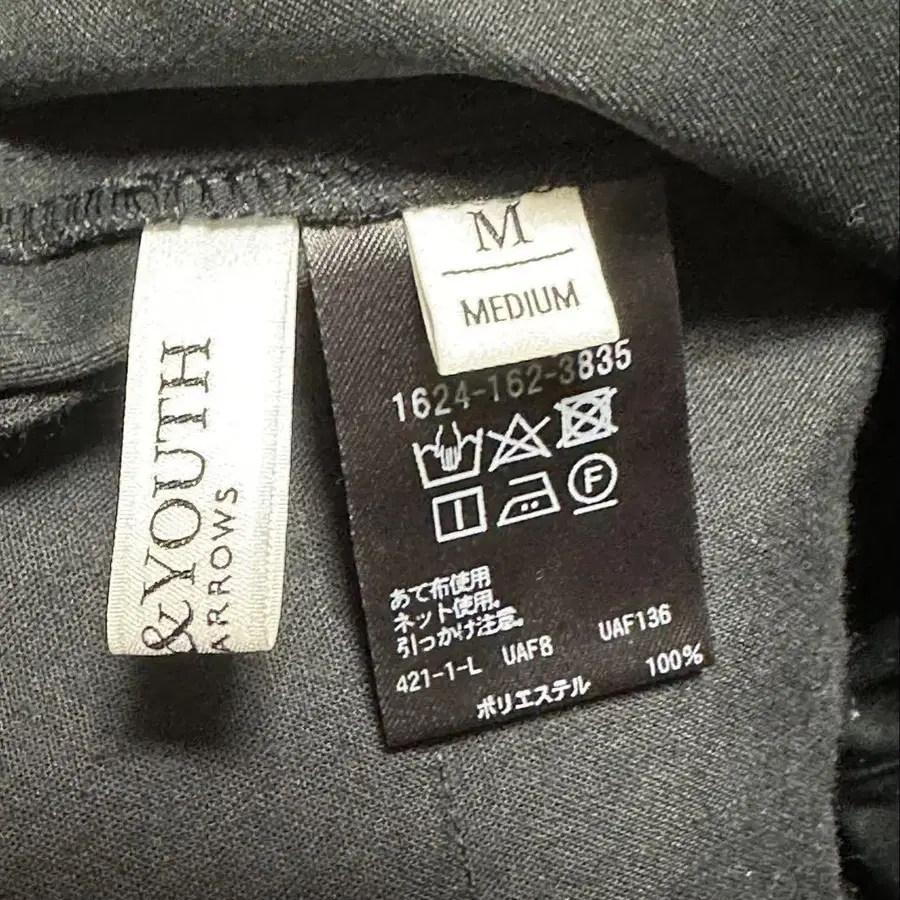 &YOUTH
ARROWS
M
MEDIUM
1624-162-3835
F
あて布使用
ネット使用。
引っかけ注意。
421-1-L UAF8 UAF136
ポリエステル 100%